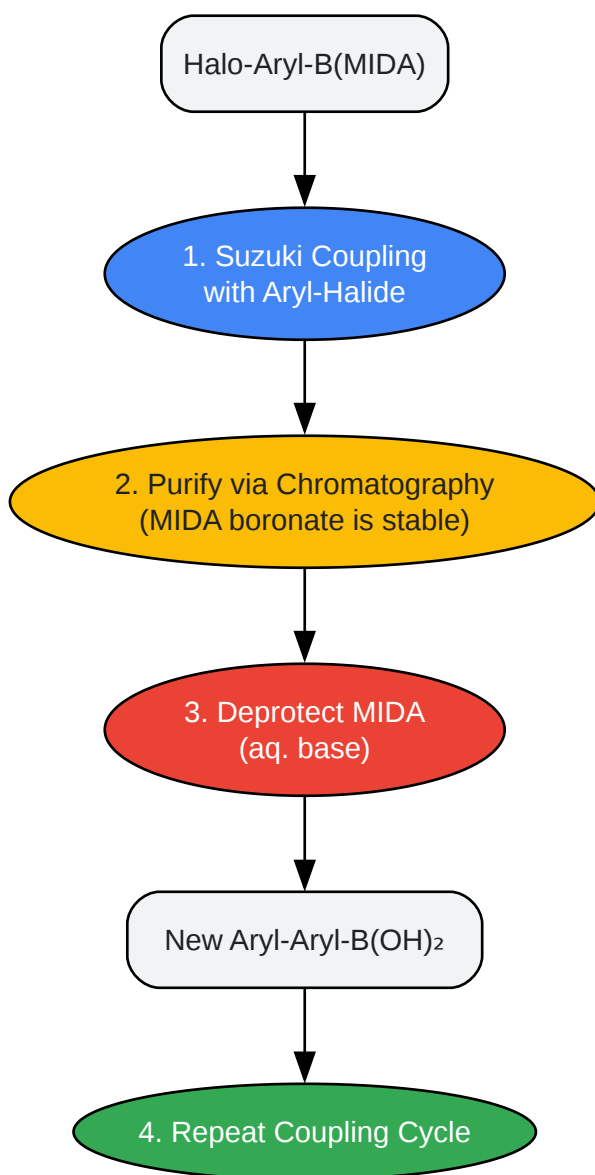 Halo-Aryl-B(MIDA)
1. Suzuki Coupling
with Aryl-Halide
2. Purify via Chromatography
(MIDA boronate is stable)
3. Deprotect MIDA
(aq. base)
New Aryl-Aryl-B(OH)₂
4. Repeat Coupling Cycle